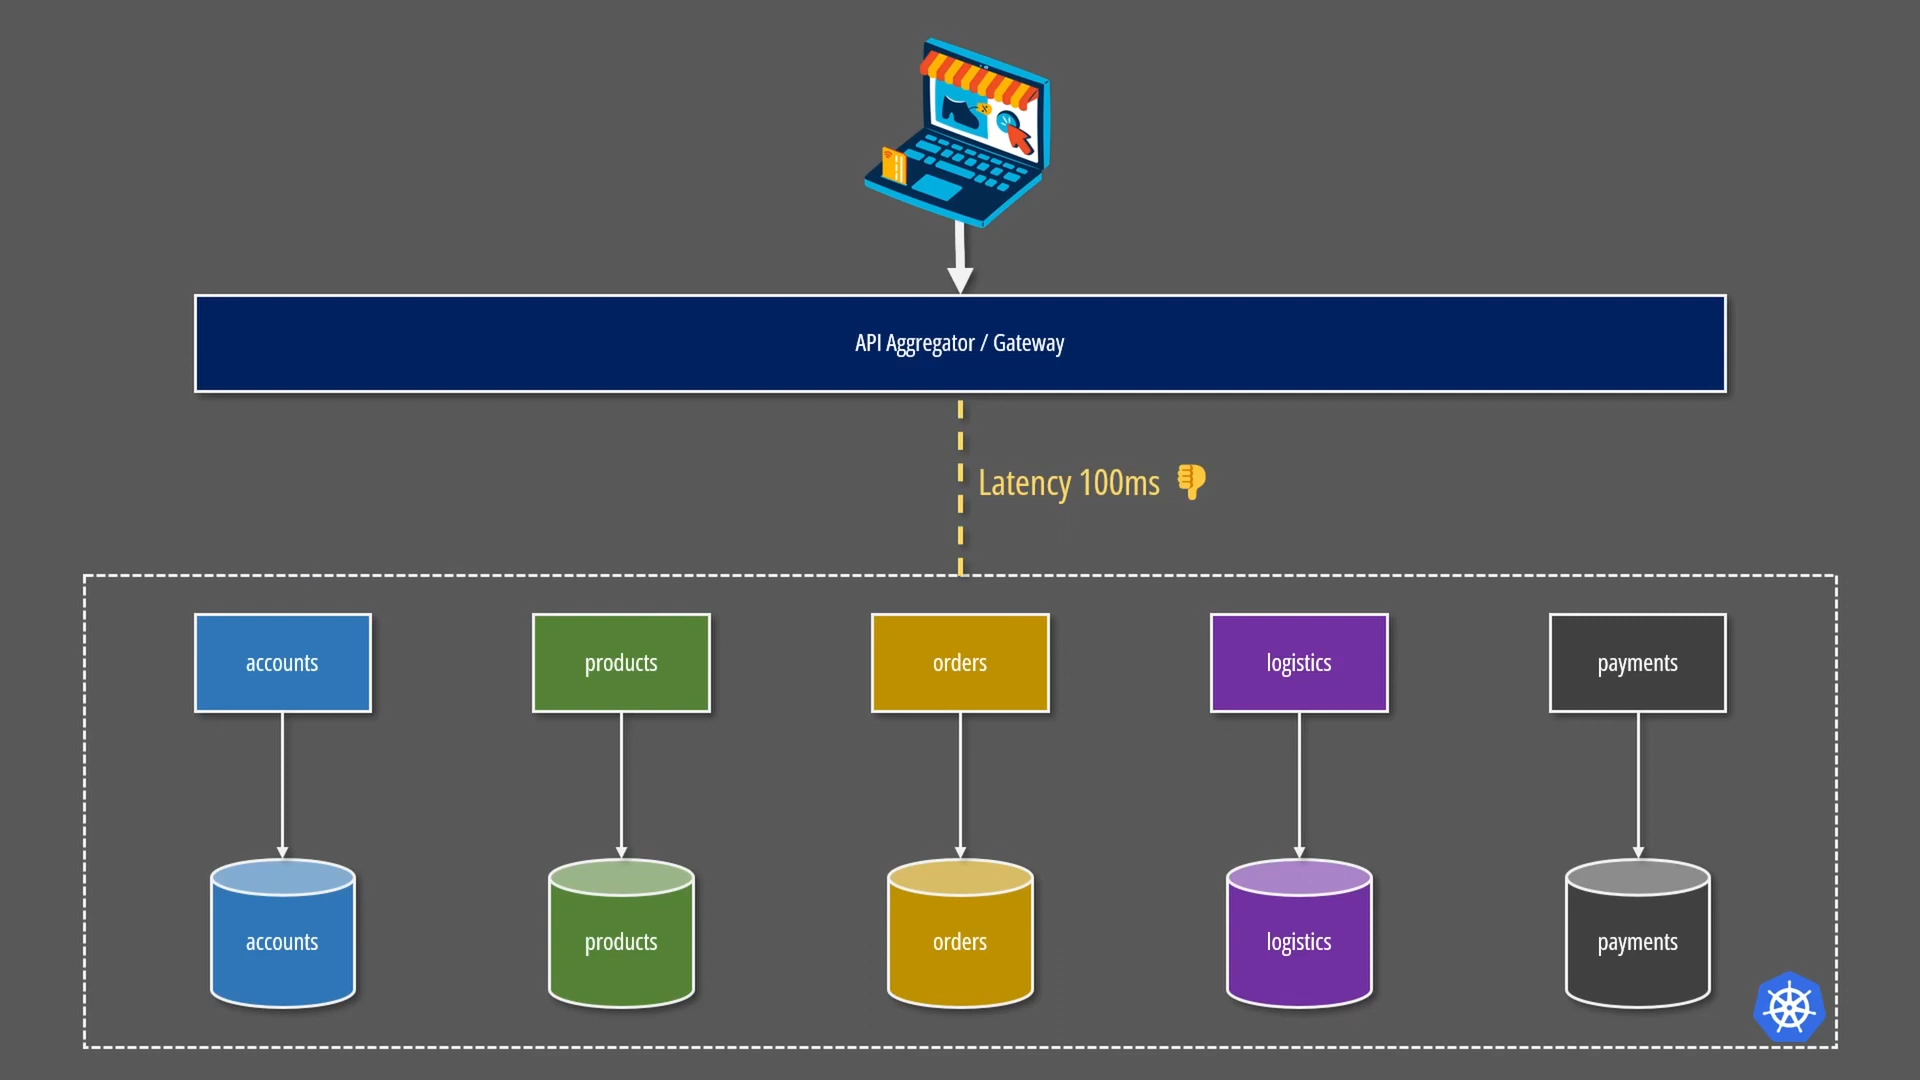 API Aggregator / Gateway
Latency 100ms
accounts
products
orders
logistics
payments
accounts
products
orders
logistics
payments